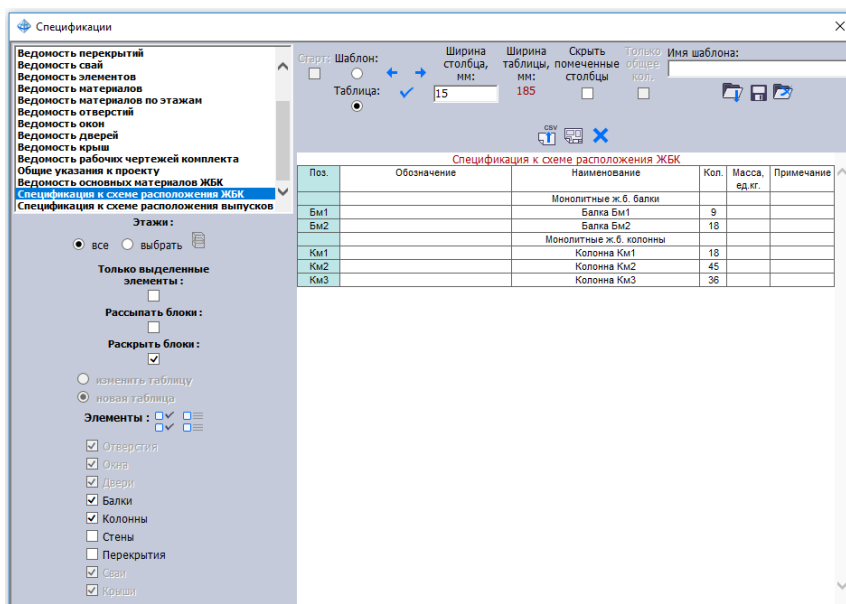 Спецификации
Ведомость перекрытий
Ведомость свай
Ведомость элементов
Ведомость материалов
Ведомость материалов по этажам
Ведомость отверстий
Ведомость окон
Ведомость дверей
Ведомость крыш
Ведомость рабочих чертежей комплекта
Общие указания к проекту
Ведомость основных материалов ЖБК
Спецификация к схеме расположения ЖБК
Спецификация к схеме расположения выпусков
Этажи:
все выбрать
Только выделенные
элементы:
Рассыпать блоки:
Раскрыть блоки:
изменить таблицу
новая таблица
Элементы:
Отверстия
Окна
Двери
Балки
Колонны
Стены
Перекрытия
Сваи
Крыши
Старт: Шаблон:
Таблица:
Ширина
столбца,
мм:
15
Ширина
таблицы,
мм:
185
Скрыть
помеченные
столбцы
Только
общее
кол.
Имя шаблона:
CSV
Спецификация к схеме расположения ЖБК
Поз. Обозначение Наименование Кол. Масса, ед.кг. Примечание
Монолитные ж.б. балки
Бм1 Балка Бм1 9
Бм2 Балка Бм2 18
Монолитные ж.б. колонны
Км1 Колонна Км1 18
Км2 Колонна Км2 45
Км3 Колонна Км3 36